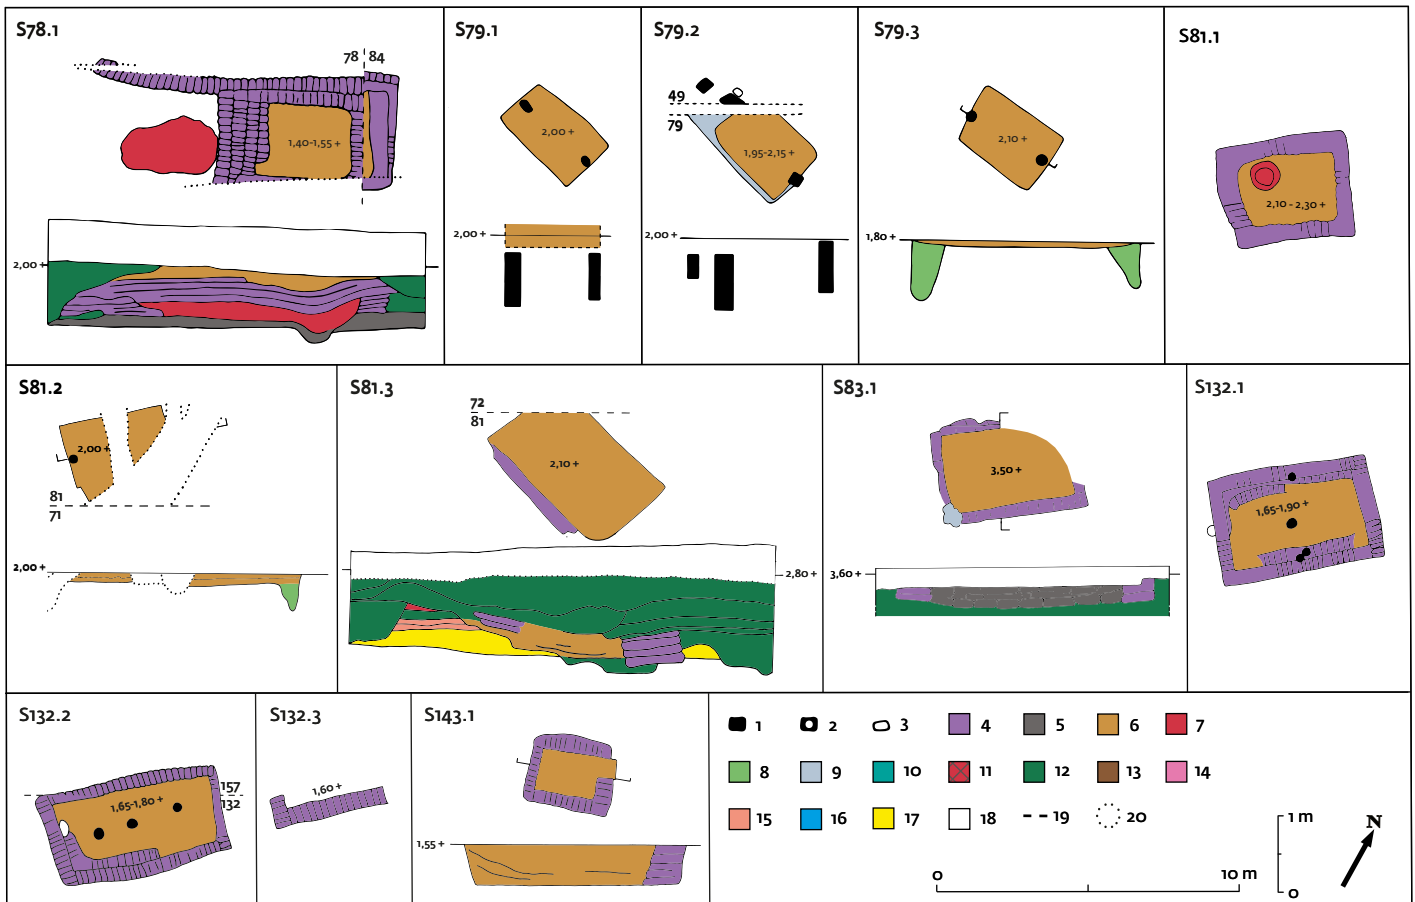 S78.1
78 84
1,40-1,55 +
2,00 +
S79.1
2,00 +
2,00 +
S79.2
49
79
1,95-2,15 +
2,00 +
S79.3
2,10 +
1,80 +
S81.1
2,10 - 2,30 +
S81.2
2,00 +
81
71
2,00 +
S81.3
72
81
2,10 +
2,80 +
S83.1
3,50 +
3,60 +
S132.1
1,65-1,90 +
S132.2
157
132
1,65-1,80 +
S132.3
1,60 +
S143.1
1,55 +
1 2 3 4 5 6 7
8 9 10 11 12 13 14
15 16 17 18 19 20
0 10 m
1 m
0
N